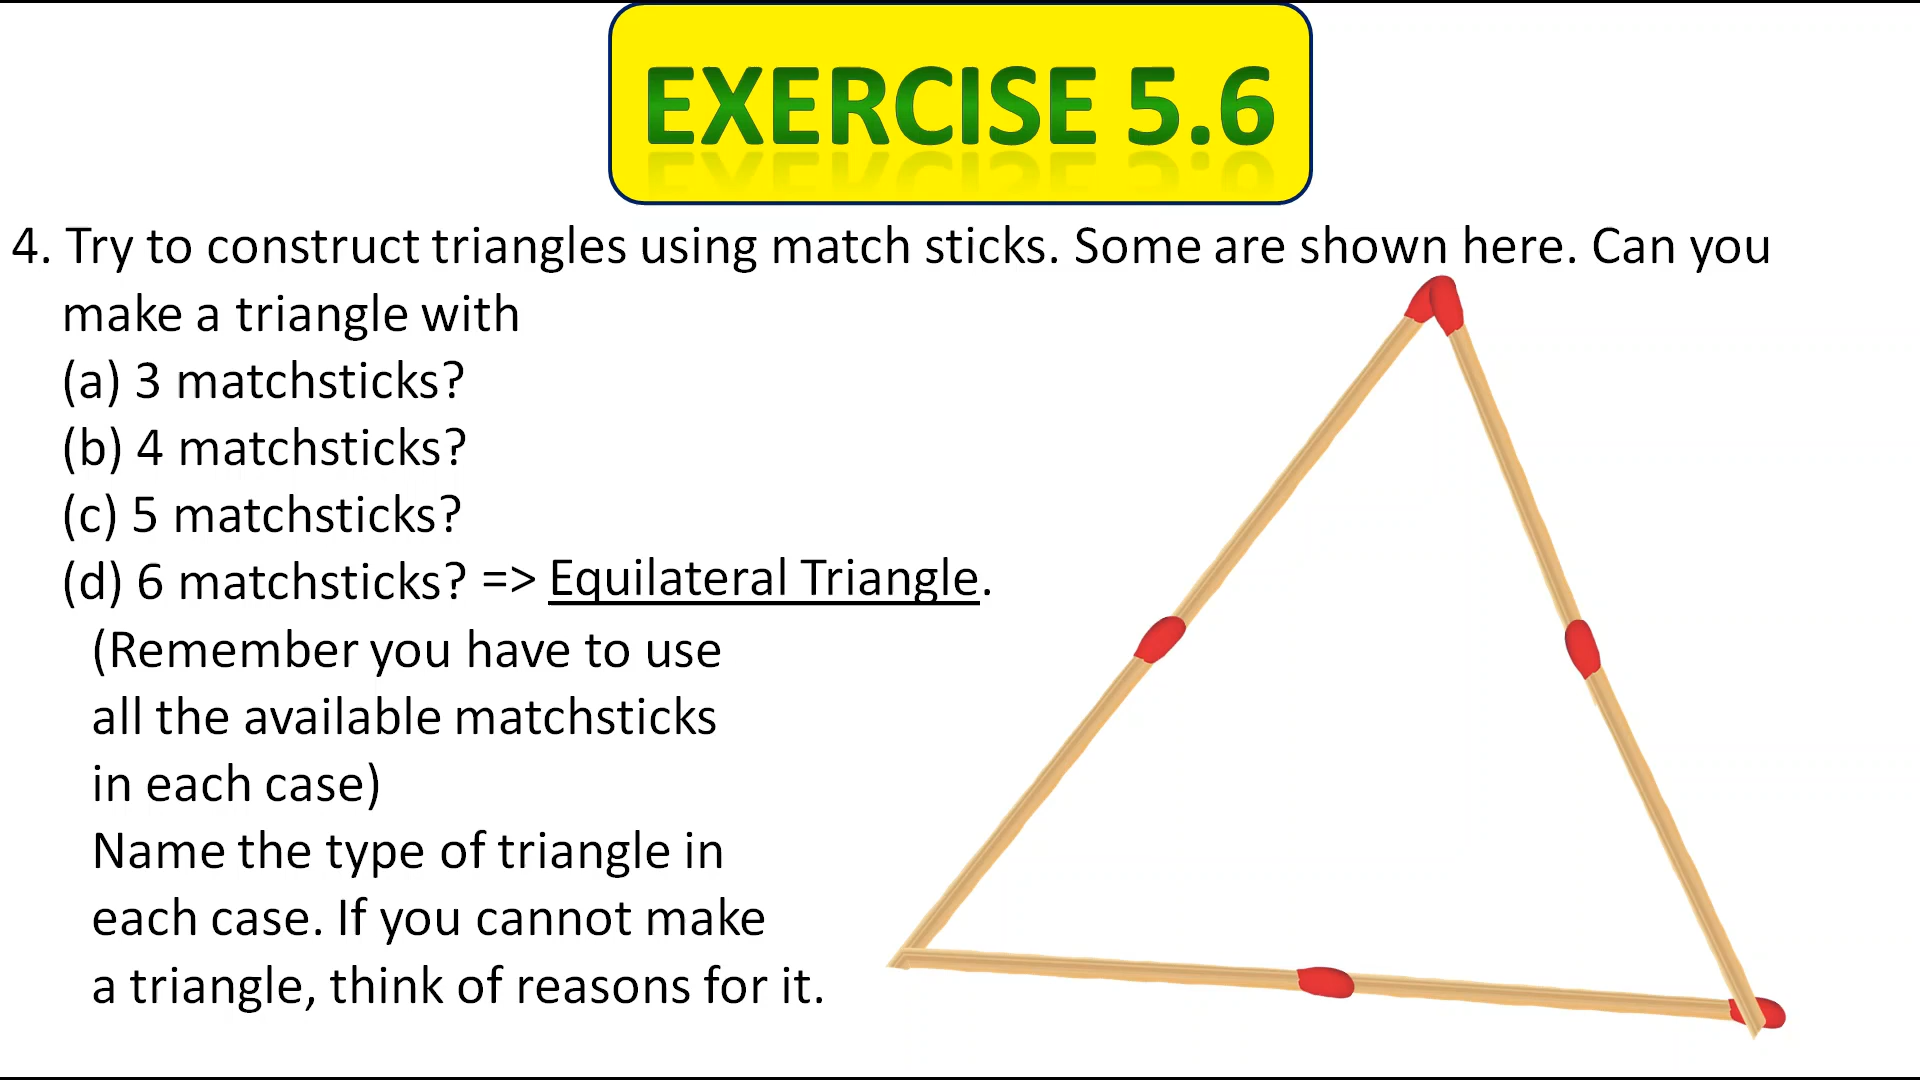 EXERCISE 5.6
4. Try to construct triangles using match sticks. Some are shown here. Can you
make a triangle with
(a) 3 matchsticks?
(b) 4 matchsticks?
(c) 5 matchsticks?
(d) 6 matchsticks? => Equilateral Triangle.
(Remember you have to use
all the available matchsticks
in each case)
Name the type of triangle in
each case. If you cannot make
a triangle, think of reasons for it.